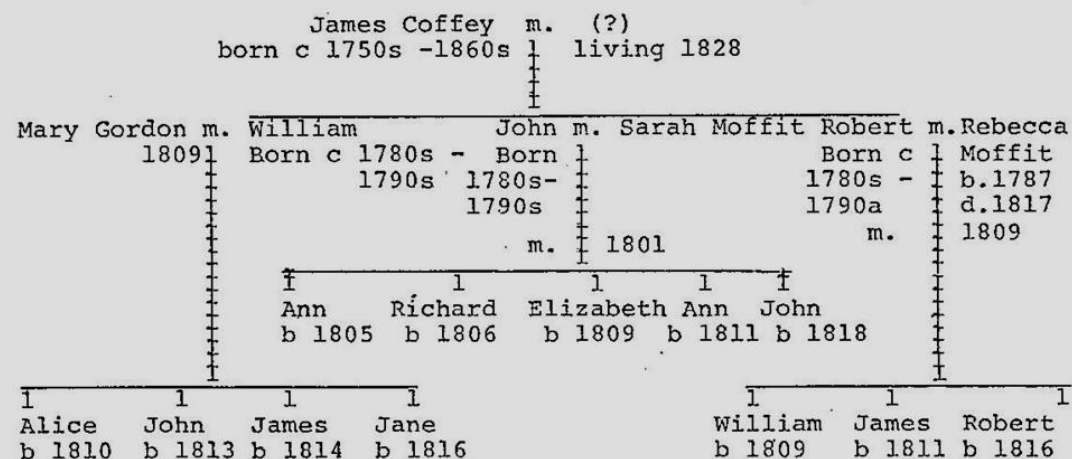 James Coffey m. (?)
born c 1750s -1860s living 1828
Mary Gordon m. William John m. Sarah Moffit Robert m. Rebecca
1809 Born c 1780s - Born Born c Moffit
1790s 1780s- 1780s - b.1787
1790s 1790a d.1817
m. 1801 m. 1809
Ann Richard Elizabeth Ann John
b 1805 b 1806 b 1809 b 1811 b 1818
Alice John James Jane William James Robert
b 1810 b 1813 b 1814 b 1816 b 1809 b 1811 b 1816